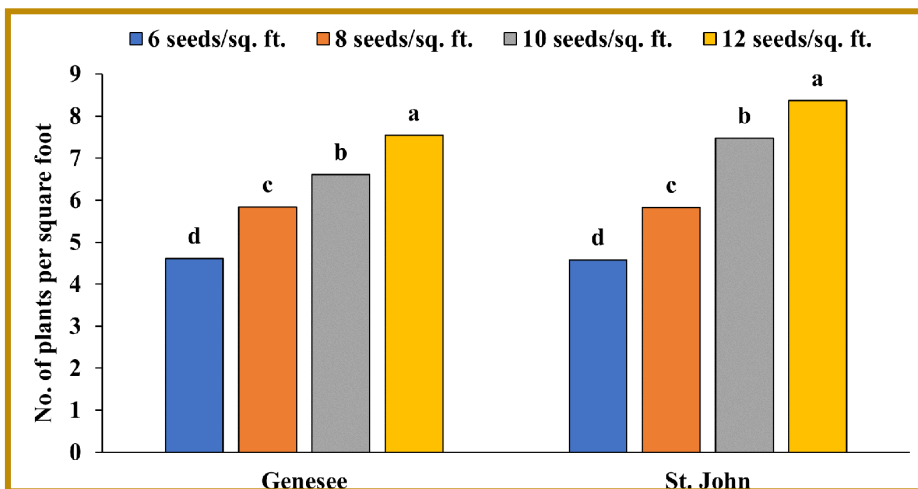 6 seeds/sq. ft. 8 seeds/sq. ft. 10 seeds/sq. ft. 12 seeds/sq. ft.
No. of plants per square foot
9
8
7
6
5
4
3
2
1
0
d c b a
d c b a
Genesee St. John